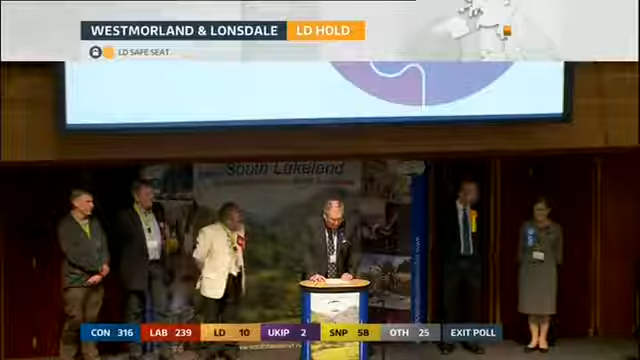 WESTMORLAND & LONSDALE LD HOLD
LD SAFE SEAT
South Lakeland
CON 316 LAB 239 LD 10 UKIP 2 SNP 58 OTH 25 EXIT POLL